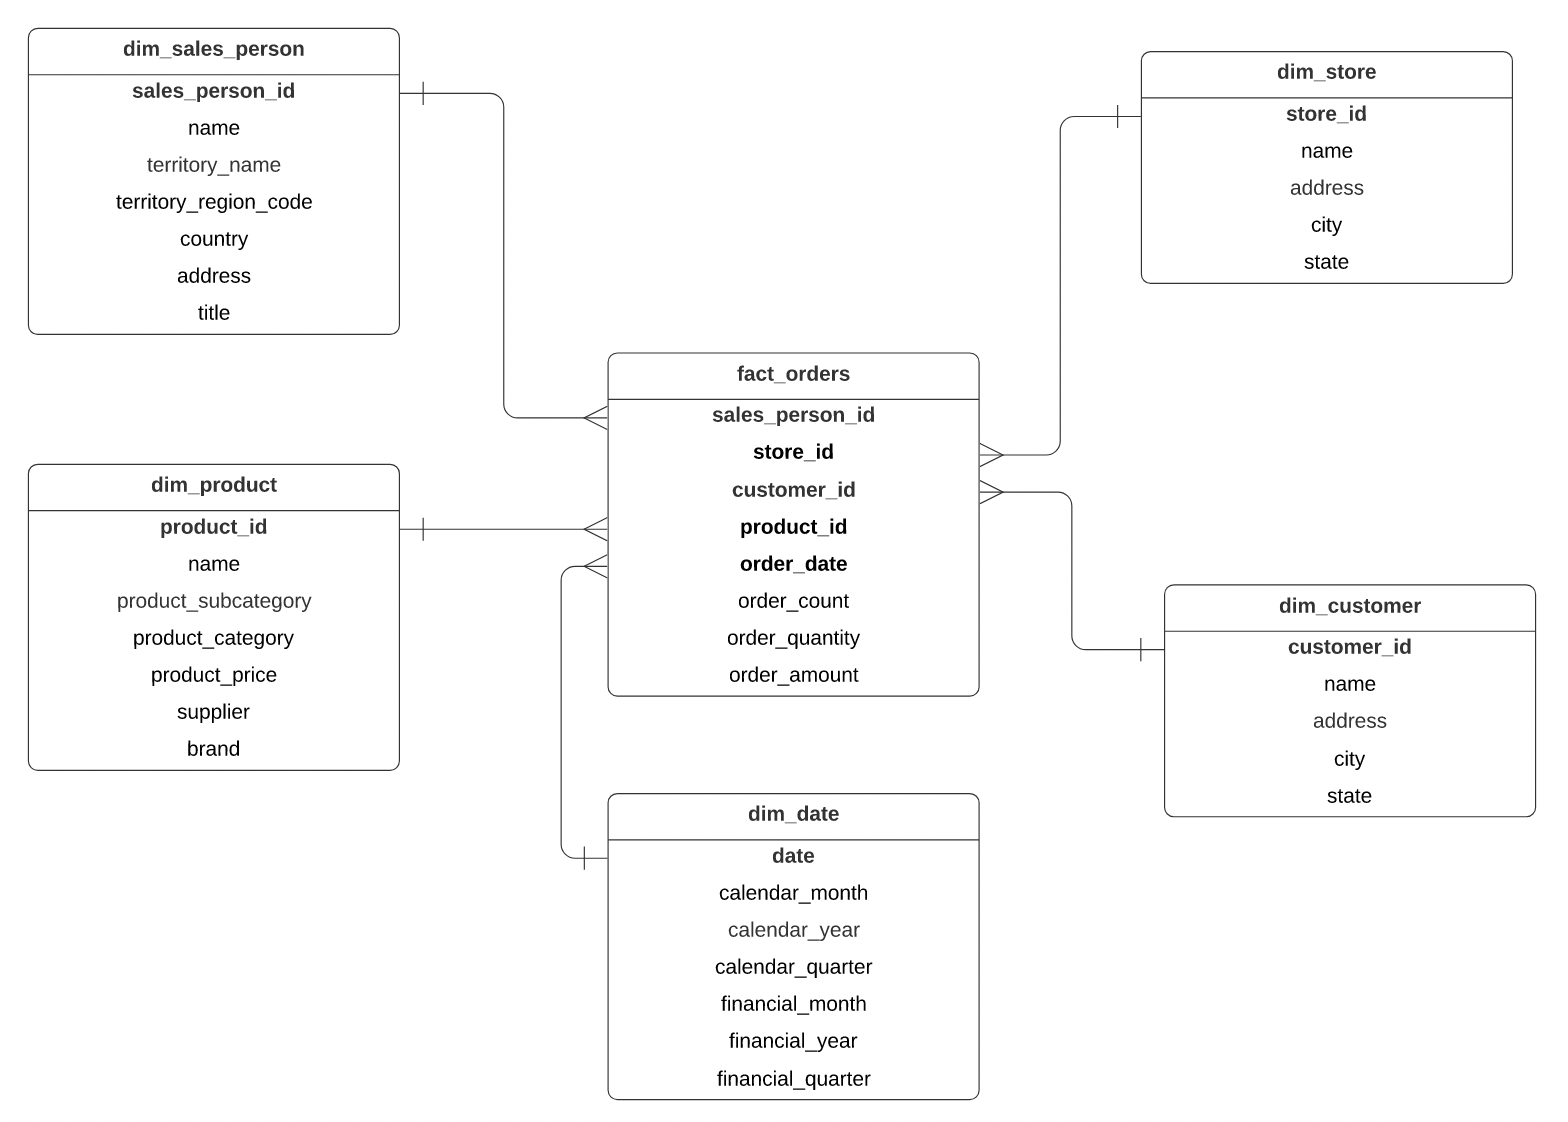 dim_sales_person
sales_person_id
name
territory_name
territory_region_code
country
address
title
dim_store
store_id
name
address
city
state
fact_orders
sales_person_id
store_id
customer_id
product_id
order_date
order_count
order_quantity
order_amount
dim_product
product_id
name
product_subcategory
product_category
product_price
supplier
brand
dim_customer
customer_id
name
address
city
state
dim_date
date
calendar_month
calendar_year
calendar_quarter
financial_month
financial_year
financial_quarter